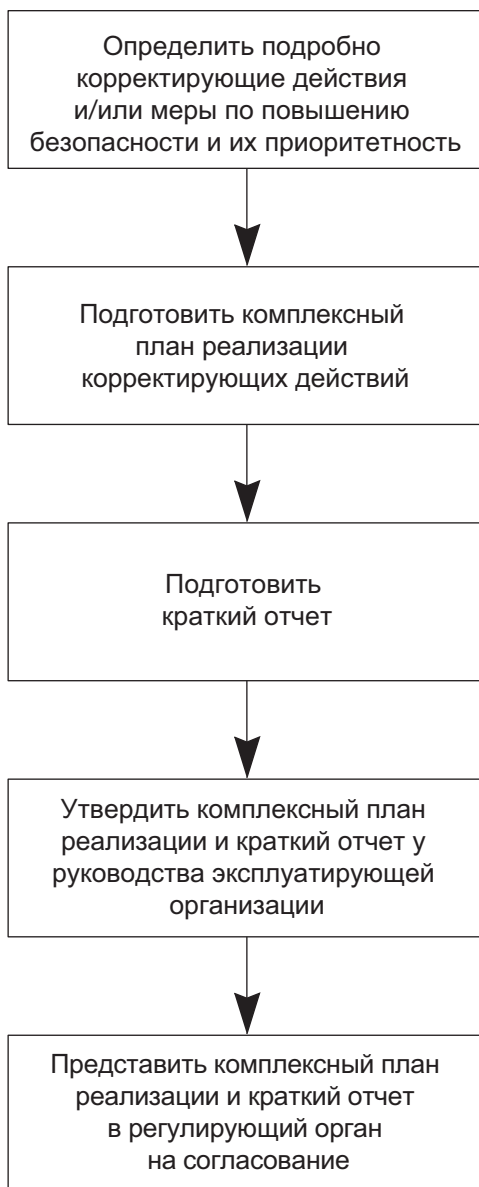 Определить подробно
корректирующие действия
и/или меры по повышению
безопасности и их приоритетность
Подготовить комплексный
план реализации
корректирующих действий
Подготовить
краткий отчет
Утвердить комплексный план
реализации и краткий отчет у
руководства эксплуатирующей
организации
Представить комплексный план
реализации и краткий отчет
в регулирующий орган
на согласование